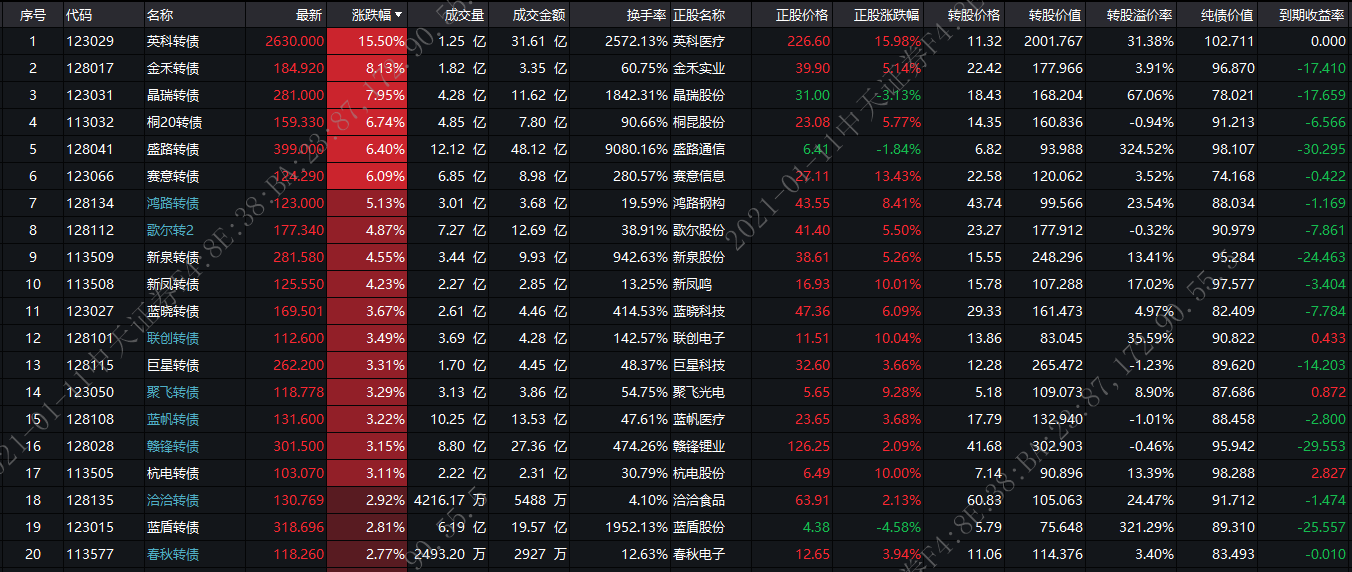 序号 代码 名称 最新 涨跌幅 成交量 成交金额 换手率 正股名称 正股价格 正股涨跌幅 转股价格 转股价值 转股溢价率 纯债价值 到期收益率
1 123029 英科转债 2630.000 15.50% 1.25 亿 31.61 亿 2572.13% 英科医疗 226.60 15.98% 11.32 2001.767 31.38% 102.711 0.000
2 128017 金禾转债 184.920 8.13% 1.82 亿 3.35 亿 60.75% 金禾实业 39.90 5.14% 22.42 177.966 3.91% 96.870 -17.410
3 123031 晶瑞转债 281.000 7.95% 4.28 亿 11.62 亿 1842.31% 晶瑞股份 31.00 -3.13% 18.43 168.204 67.06% 78.021 -17.659
4 113032 桐20转债 159.330 6.74% 4.85 亿 7.80 亿 90.66% 桐昆股份 23.08 5.77% 14.35 160.836 -0.94% 91.213 -6.566
5 128041 盛路转债 399.000 6.40% 12.12 亿 48.12 亿 9080.16% 盛路通信 6.41 -1.84% 6.82 93.988 324.52% 98.107 -30.295
6 123066 赛意转债 124.290 6.09% 6.85 亿 8.98 亿 280.57% 赛意信息 27.11 13.43% 22.58 120.062 3.52% 74.168 -0.422
7 128134 鸿路转债 123.000 5.13% 3.01 亿 3.68 亿 19.59% 鸿路钢构 43.55 8.41% 43.74 99.566 23.54% 88.034 -1.169
8 128112 歌尔转2 177.340 4.87% 7.27 亿 12.69 亿 38.91% 歌尔股份 41.40 5.50% 23.27 177.912 -0.32% 90.979 -7.861
9 113509 新泉转债 281.580 4.55% 3.44 亿 9.93 亿 942.63% 新泉股份 38.61 5.26% 15.55 248.296 13.41% 95.284 -24.463
10 113508 新凤转债 125.550 4.23% 2.27 亿 2.85 亿 13.25% 新凤鸣 16.93 10.01% 15.78 107.288 17.02% 97.577 -3.404
11 123027 蓝晓转债 169.501 3.67% 2.61 亿 4.46 亿 414.53% 蓝晓科技 47.36 6.09% 29.33 161.473 4.97% 82.409 -7.784
12 128101 联创转债 112.600 3.49% 3.69 亿 4.28 亿 142.57% 联创电子 11.51 10.04% 13.86 83.045 35.59% 90.822 0.433
13 128115 巨星转债 262.200 3.31% 1.70 亿 4.45 亿 48.37% 巨星科技 32.60 3.66% 12.28 265.472 -1.23% 89.620 -14.203
14 123050 聚飞转债 118.778 3.29% 3.13 亿 3.86 亿 54.75% 聚飞光电 5.65 9.28% 5.18 109.073 8.90% 87.686 0.872
15 128108 蓝帆转债 131.600 3.22% 10.25 亿 13.53 亿 47.61% 蓝帆医疗 23.65 3.68% 17.79 132.940 -1.01% 88.458 -2.800
16 128028 赣锋转债 301.500 3.15% 8.80 亿 27.36 亿 474.26% 赣锋锂业 126.25 2.09% 41.68 302.903 -0.46% 95.942 -29.553
17 113505 杭电转债 103.070 3.11% 2.22 亿 2.31 亿 30.79% 杭电股份 6.49 10.00% 7.14 90.896 13.39% 98.288 2.827
18 128135 洽洽转债 130.769 2.92% 4216.17 万 5488 万 4.10% 洽洽食品 63.91 2.13% 60.83 105.063 24.47% 91.712 -1.474
19 123015 蓝盾转债 318.696 2.81% 6.19 亿 19.57 亿 1952.13% 蓝盾股份 4.38 -4.58% 5.79 75.648 321.29% 89.310 -25.557
20 113577 春秋转债 118.260 2.77% 2493.20 万 2927 万 12.63% 春秋电子 12.65 3.94% 11.06 114.376 3.40% 83.493 -0.010